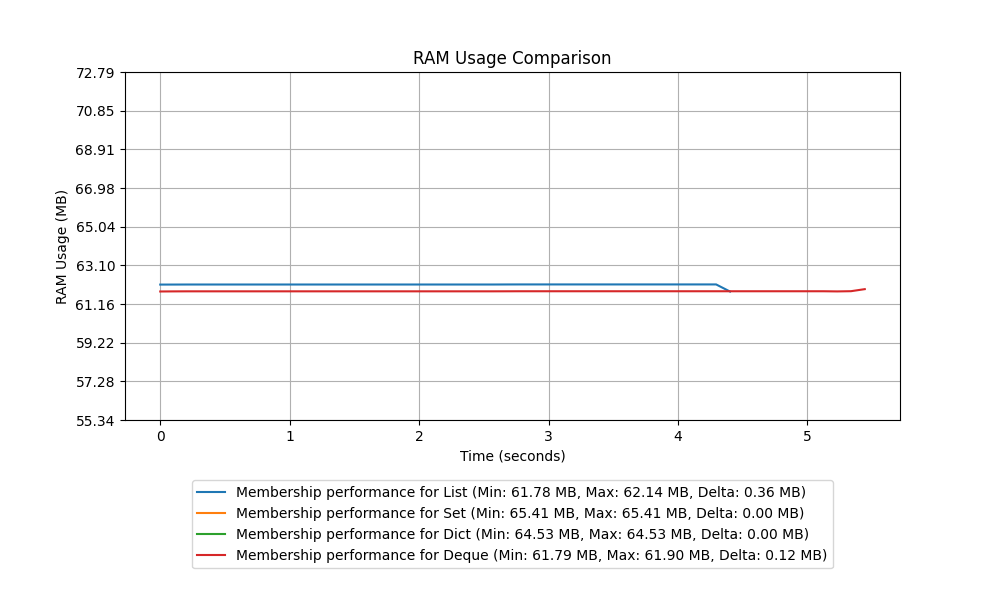 RAM Usage Comparison
72.79
70.85
68.91
66.98
65.04
63.10
61.16
59.22
57.28
55.34
RAM Usage (MB)
0 1 2 3 4 5
Time (seconds)
Membership performance for List (Min: 61.78 MB, Max: 62.14 MB, Delta: 0.36 MB)
Membership performance for Set (Min: 65.41 MB, Max: 65.41 MB, Delta: 0.00 MB)
Membership performance for Dict (Min: 64.53 MB, Max: 64.53 MB, Delta: 0.00 MB)
Membership performance for Deque (Min: 61.79 MB, Max: 61.90 MB, Delta: 0.12 MB)